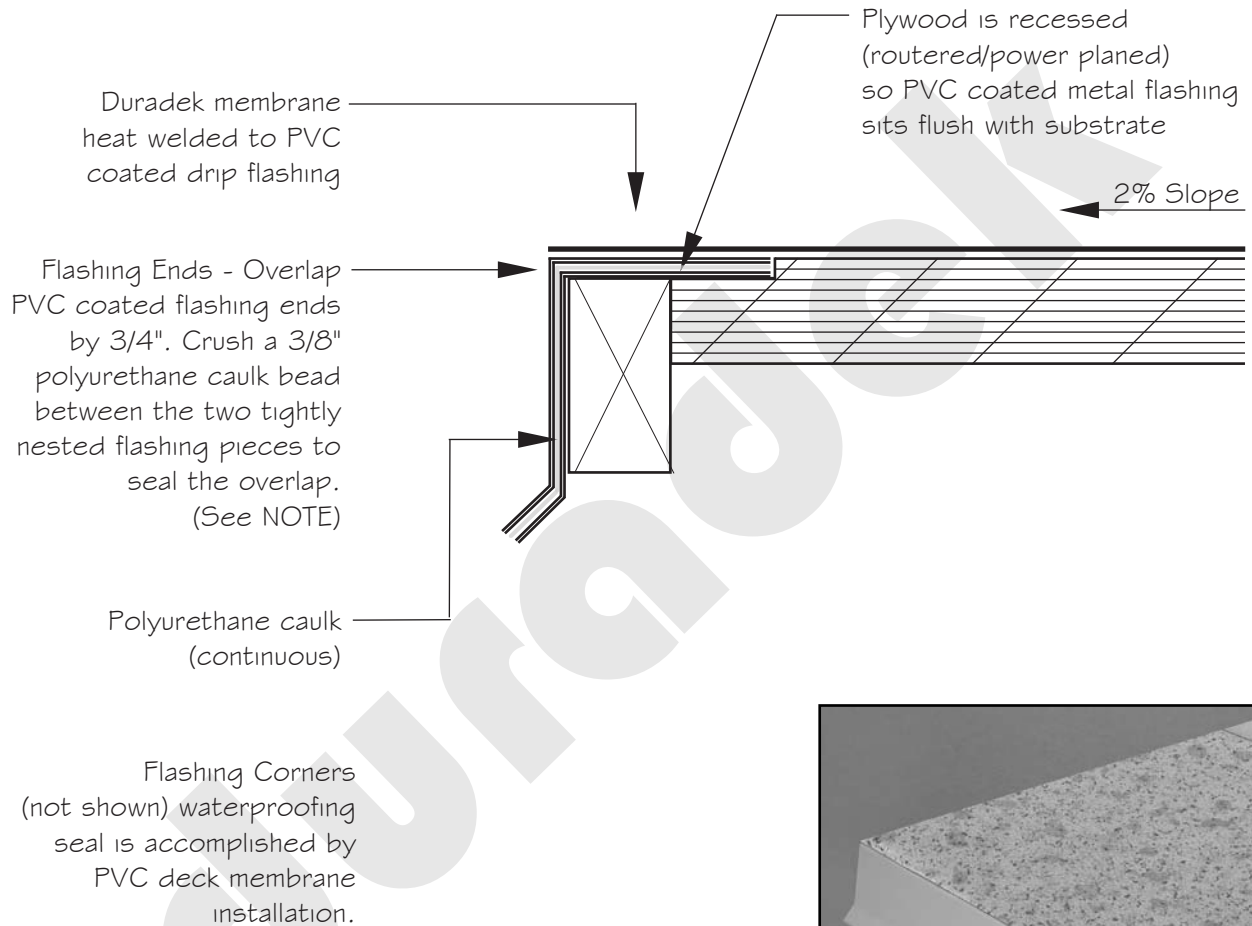 Plywood is recessed
(routered/power planed)
so PVC coated metal flashing
sits flush with substrate
Duradek membrane
heat welded to PVC
coated drip flashing
2% Slope
Flashing Ends - Overlap
PVC coated flashing ends
by 3/4". Crush a 3/8"
polyurethane caulk bead
between the two tightly
nested flashing pieces to
seal the overlap.
(See NOTE)
Polyurethane caulk
(continuous)
Flashing Corners
(not shown) waterproofing
seal is accomplished by
PVC deck membrane
installation.
duradek